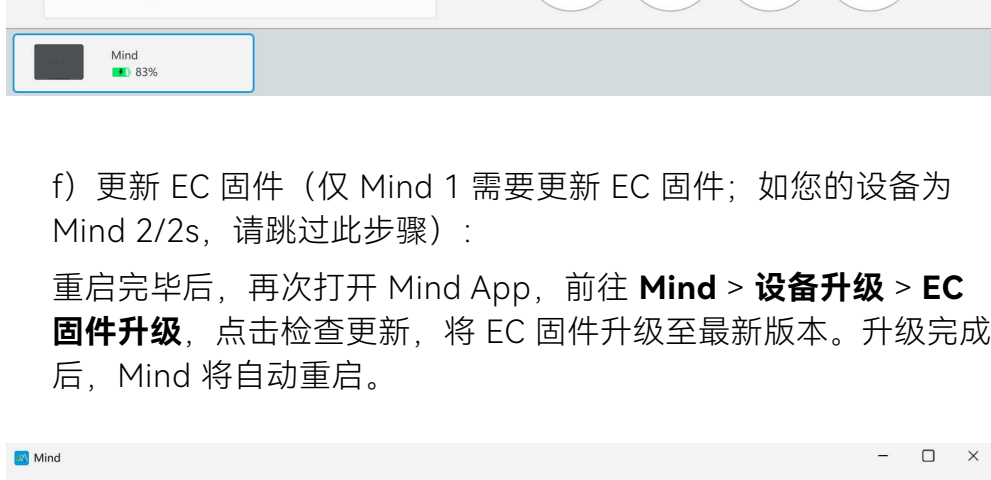 Mind
83%
f）更新 EC 固件（仅 Mind 1 需要更新 EC 固件；如您的设备为
Mind 2/2s，请跳过此步骤）：
重启完毕后，再次打开 Mind App，前往 Mind > 设备升级 > EC
固件升级，点击检查更新，将 EC 固件升级至最新版本。升级完成
后，Mind 将自动重启。
Mind